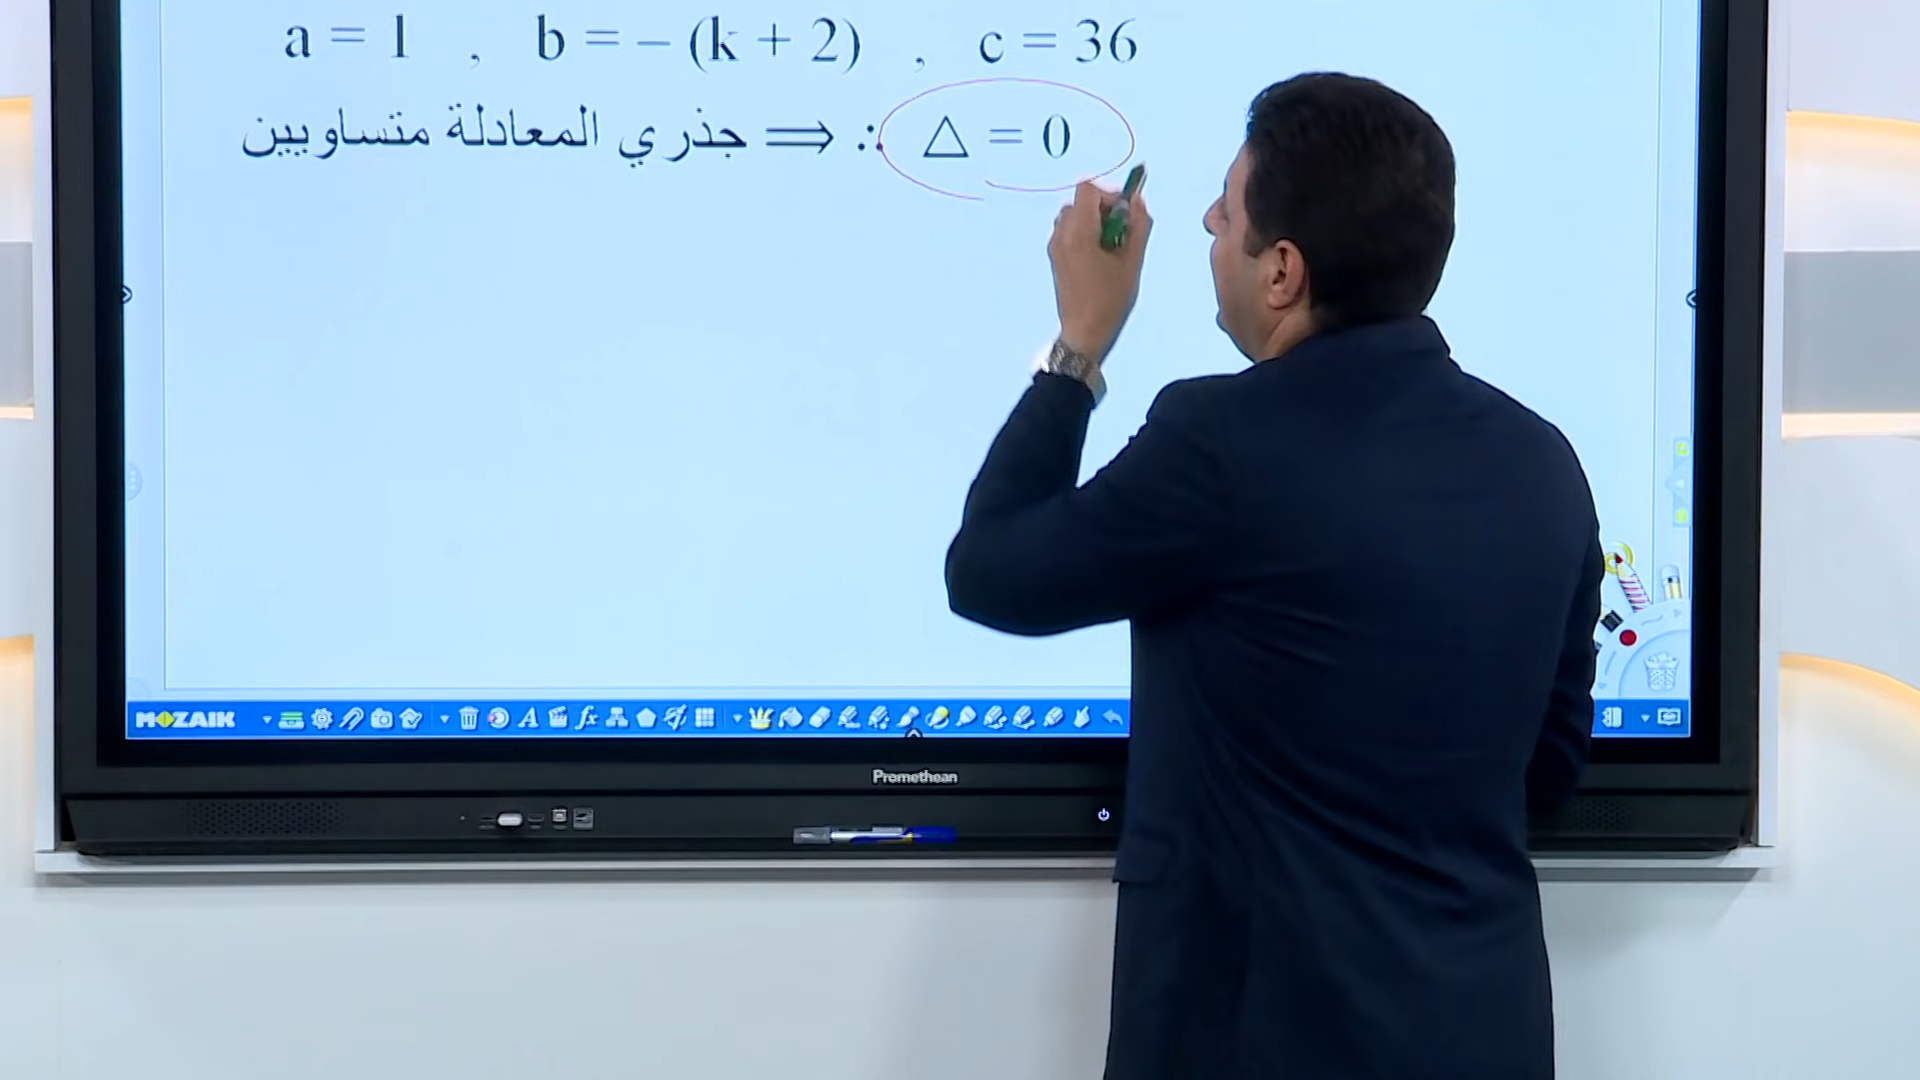 a = 1 , b = – (k + 2) , c = 36
جذري المعادلة متساويين ⟹ ∴ △ = 0
MOZAIK
Promethean